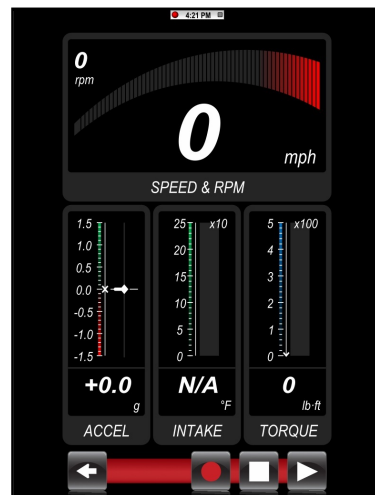 4:21 PM
0
rpm
0
mph
SPEED & RPM
1.5
1.0
0.5
0.0
-0.5
-1.0
-1.5
+0.0
g
ACCEL
25
x10
20
15
10
5
0
N/A
°F
INTAKE
5
x100
4
3
2
1
0
0
lb·ft
TORQUE